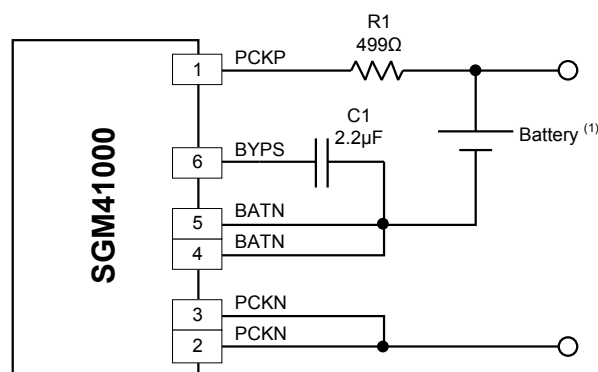 R1
499Ω
1
PCKP
C1
2.2µF
Battery (1)
6
BYPS
SGM41000
5
BATN
4
BATN
3
PCKN
2
PCKN